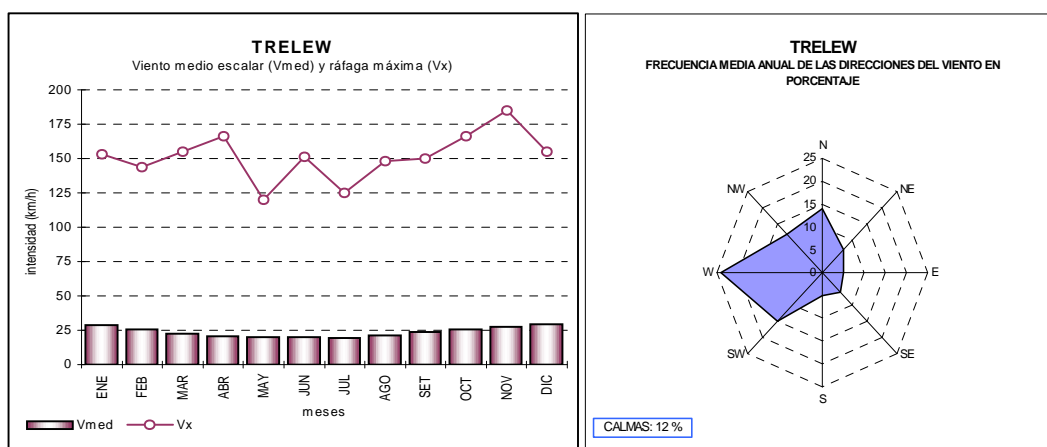 TRELEW
Viento medio escalar (Vmed) y ráfaga máxima (Vx)
intensidad (km/h)
200
175
150
125
100
75
50
25
0
ENE FEB MAR ABR MAY JUN JUL AGO SET OCT NOV DIC
meses
Vmed Vx
TRELEW
FRECUENCIA MEDIA ANUAL DE LAS DIRECCIONES DEL VIENTO EN
PORCENTAJE
N
25
NW NE
20
15
10
5
W 0 E
SW SE
S
CALMAS: 12 %